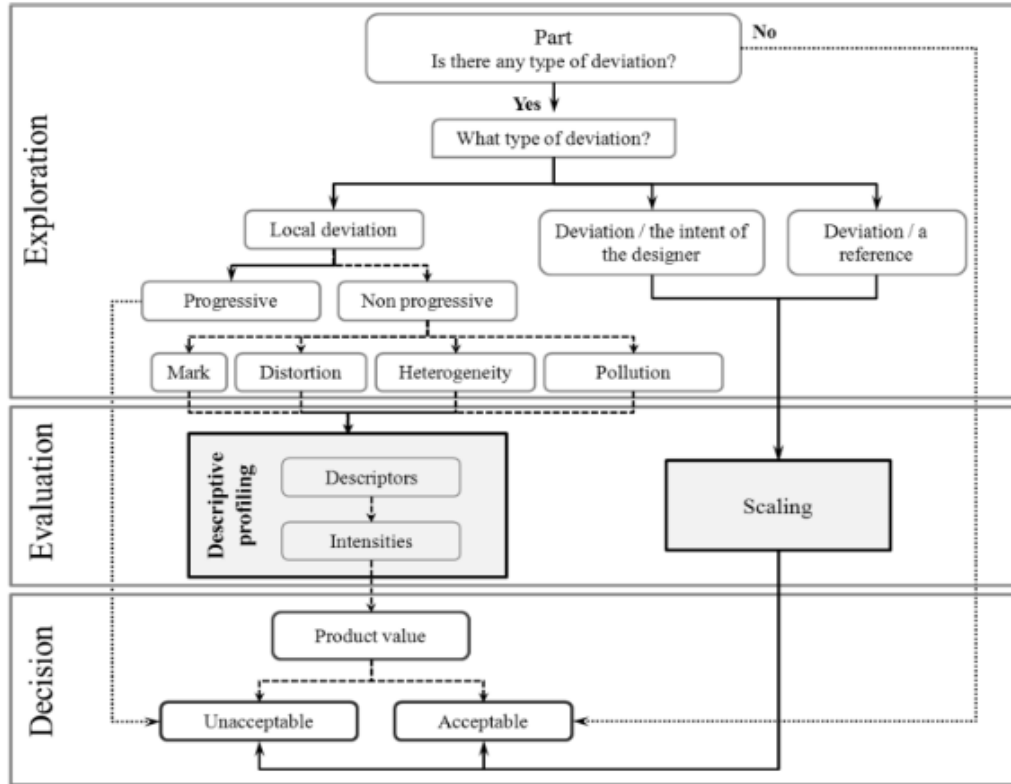 Exploration
Part
Is there any type of deviation?
No
Yes
What type of deviation?
Local deviation
Deviation / the intent of
the designer
Deviation / a
reference
Progressive
Non progressive
Mark
Distortion
Heterogeneity
Pollution
Evaluation
Descriptive
profiling
Descriptors
Intensities
Scaling
Decision
Product value
Unacceptable
Acceptable